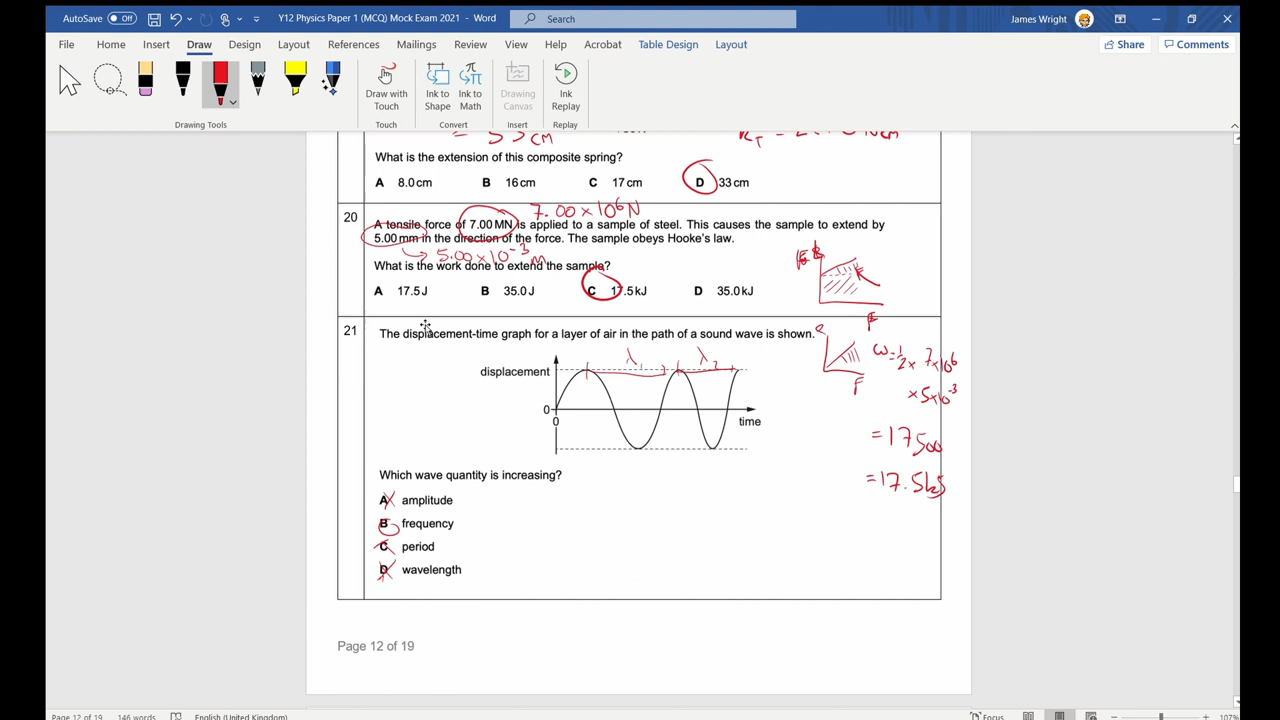 AutoSave Off
Y12 Physics Paper 1 (MCQ) Mock Exam 2021 - Word
Search
James Wright
File Home Insert Draw Design Layout References Mailings Review View Help Acrobat Table Design Layout
Share Comments
Draw with Touch
Ink to Shape
Ink to Math
Drawing Canvas
Ink Replay
Drawing Tools Touch Convert Insert Replay
What is the extension of this composite spring?
A 8.0 cm B 16 cm C 17 cm D 33 cm
7.00 × 10⁶ N
20 A tensile force of 7.00 MN is applied to a sample of steel. This causes the sample to extend by
5.00 mm in the direction of the force. The sample obeys Hooke's law.
5.00 × 10⁻³ m
What is the work done to extend the sample?
A 17.5 J B 35.0 J C 17.5 kJ D 35.0 kJ
F
21 The displacement-time graph for a layer of air in the path of a sound wave is shown.
e
F
W = 1/2 × 7 × 10⁶
× 5 × 10⁻³
= 17500
= 17.5 kJ
λ₁ λ₂
displacement
0
0
time
Which wave quantity is increasing?
A amplitude
B frequency
C period
D wavelength
Page 12 of 19
Page 12 of 19 146 words English (United Kingdom) Focus 107%